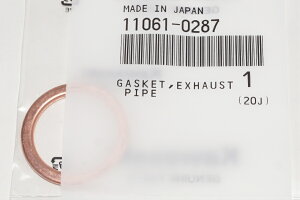 MADE IN JAPAN
11061-0287
GASKET,EXHAUST 1
PIPE
(20J)